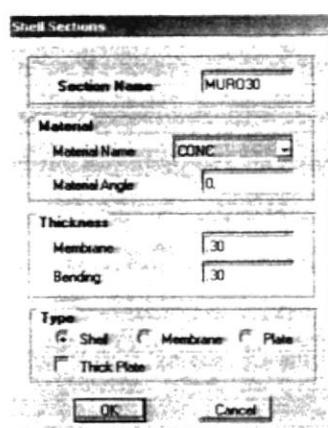 Shell Sections
Section Name MURO30
Material
Material Name CONC
Material Angle 0.
Thickness
Membrane .30
Bending .30
Type
Shell Membrane Plate
Thick Plate
OK Cancel